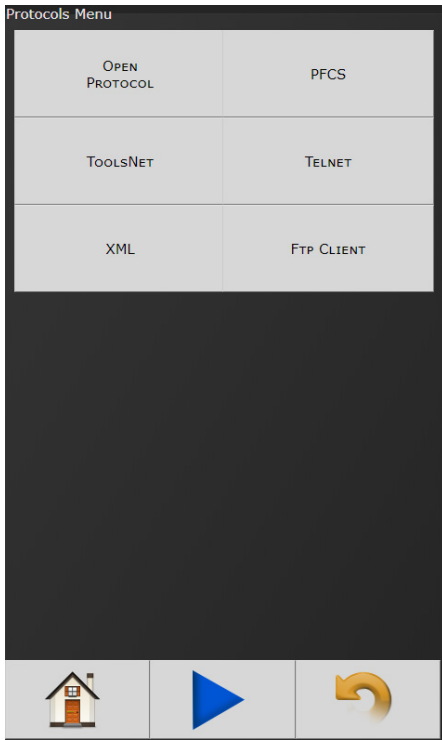 Protocols Menu
Open
Protocol
PFCS
ToolsNet
Telnet
XML
Ftp Client